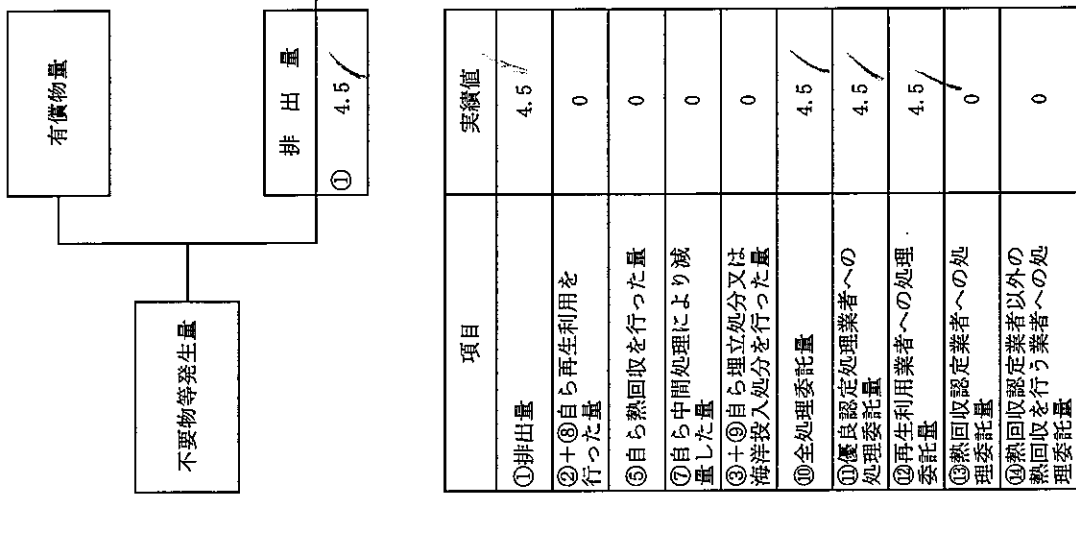 有償物量
不要物等発生量
排出量
① 4.5
項目 実績値
①排出量 4.5
②+⑧自ら再生利用を
行った量 0
⑤自ら熱回収を行った量 0
⑦自ら中間処理により減
量した量 0
③+⑨自ら埋立処分又は
海洋投入処分を行った量 0
⑩全処理委託量 4.5
⑪優良認定処理業者への
処理委託量 4.5
⑫再生利用業者への処理
委託量 4.5
⑬熱回収認定業者への処
理委託量 0
⑭熱回収認定業者以外の
熱回収を行う業者への処
理委託量 0